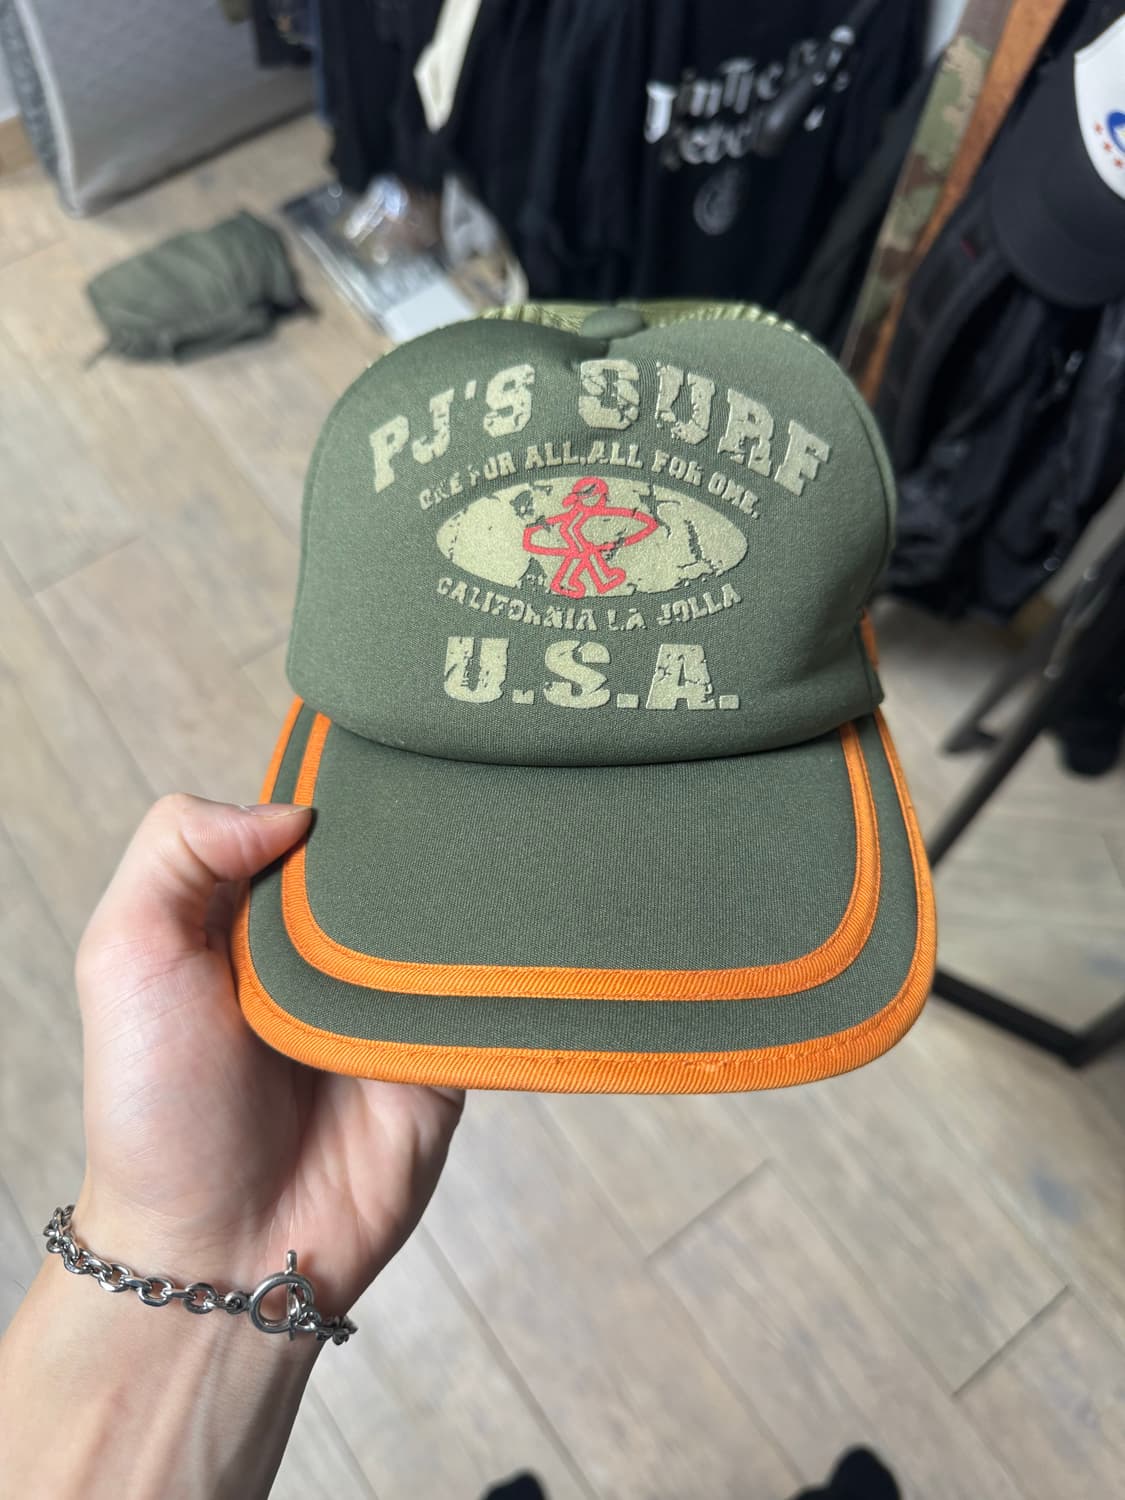 PJ'S SURF
ONE FOR ALL,ALL FOR ONE.
CALIFORNIA LA JOLLA
U.S.A.